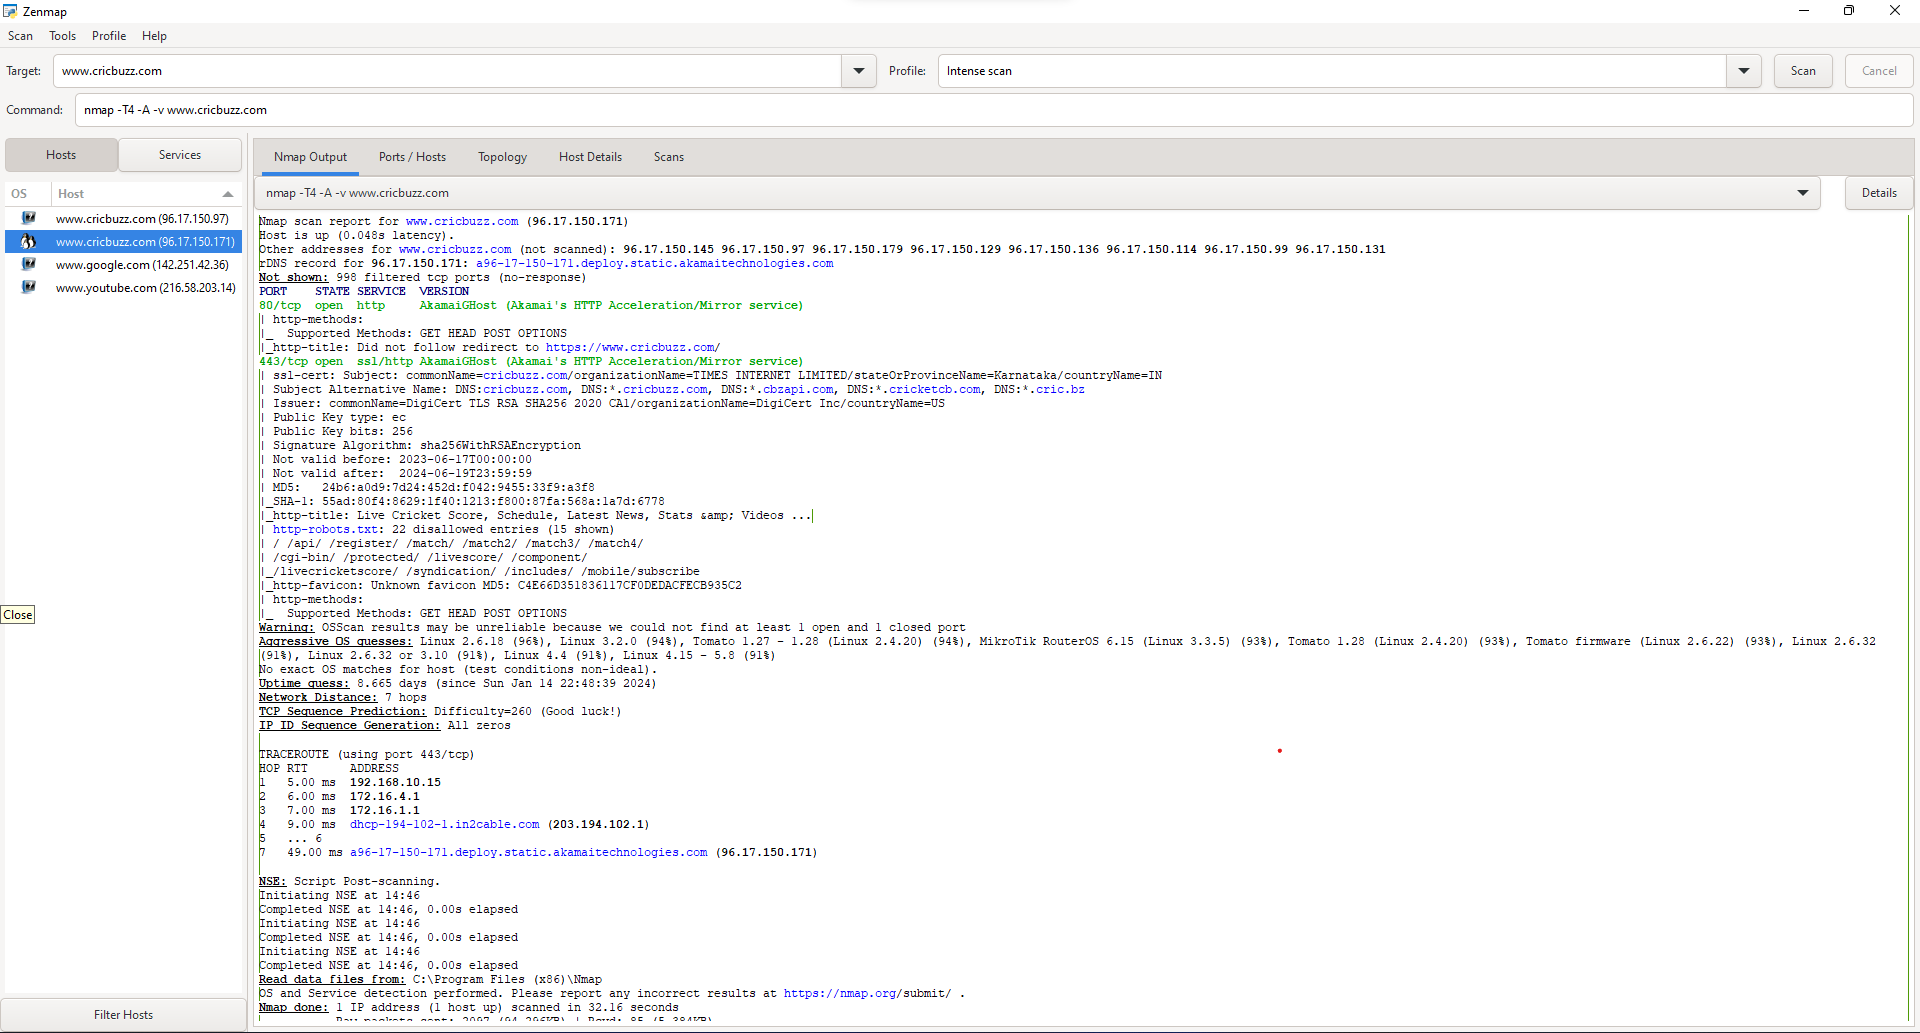 Zenmap
Scan Tools Profile Help
Target: www.cricbuzz.com Profile: Intense scan Scan Cancel
Command: nmap -T4 -A -v www.cricbuzz.com
Hosts Services
OS Host
www.cricbuzz.com (96.17.150.97)
www.cricbuzz.com (96.17.150.171)
www.google.com (142.251.42.36)
www.youtube.com (216.58.203.14)
Close
Filter Hosts
Nmap Output Ports / Hosts Topology Host Details Scans
nmap -T4 -A -v www.cricbuzz.com Details
Nmap scan report for www.cricbuzz.com (96.17.150.171)
Host is up (0.048s latency).
Other addresses for www.cricbuzz.com (not scanned): 96.17.150.145 96.17.150.97 96.17.150.179 96.17.150.129 96.17.150.136 96.17.150.114 96.17.150.99 96.17.150.131
rDNS record for 96.17.150.171: a96-17-150-171.deploy.static.akamaitechnologies.com
Not shown: 998 filtered tcp ports (no-response)
PORT    STATE SERVICE  VERSION
80/tcp  open  http     AkamaiGHost (Akamai's HTTP Acceleration/Mirror service)
| http-methods:
|_  Supported Methods: GET HEAD POST OPTIONS
|_http-title: Did not follow redirect to https://www.cricbuzz.com/
443/tcp open  ssl/http AkamaiGHost (Akamai's HTTP Acceleration/Mirror service)
| ssl-cert: Subject: commonName=cricbuzz.com/organizationName=TIMES INTERNET LIMITED/stateOrProvinceName=Karnataka/countryName=IN
| Subject Alternative Name: DNS:cricbuzz.com, DNS:*.cricbuzz.com, DNS:*.cbzapi.com, DNS:*.cricketcb.com, DNS:*.cric.bz
| Issuer: commonName=DigiCert TLS RSA SHA256 2020 CA1/organizationName=DigiCert Inc/countryName=US
| Public Key type: ec
| Public Key bits: 256
| Signature Algorithm: sha256WithRSAEncryption
| Not valid before: 2023-06-17T00:00:00
| Not valid after:  2024-06-19T23:59:59
| MD5:   24b6:a0d9:7d24:452d:f042:9455:33f9:a3f8
|_SHA-1: 55ad:80f4:8629:1f40:1213:f800:87fa:568a:1a7d:6778
|_http-title: Live Cricket Score, Schedule, Latest News, Stats &amp; Videos ...
| http-robots.txt: 22 disallowed entries (15 shown)
| / /api/ /register/ /match/ /match2/ /match3/ /match4/
| /cgi-bin/ /protected/ /livescore/ /component/
|_/livecricketscore/ /syndication/ /includes/ /mobile/subscribe
|_http-favicon: Unknown favicon MD5: C4E66D351836117CF0DEDACFECB935C2
| http-methods:
|_  Supported Methods: GET HEAD POST OPTIONS
Warning: OSScan results may be unreliable because we could not find at least 1 open and 1 closed port
Aggressive OS guesses: Linux 2.6.18 (96%), Linux 3.2.0 (94%), Tomato 1.27 - 1.28 (Linux 2.4.20) (94%), MikroTik RouterOS 6.15 (Linux 3.3.5) (93%), Tomato 1.28 (Linux 2.4.20) (93%), Tomato firmware (Linux 2.6.22) (93%), Linux 2.6.32
(91%), Linux 2.6.32 or 3.10 (91%), Linux 4.4 (91%), Linux 4.15 - 5.8 (91%)
No exact OS matches for host (test conditions non-ideal).
Uptime guess: 8.665 days (since Sun Jan 14 22:48:39 2024)
Network Distance: 7 hops
TCP Sequence Prediction: Difficulty=260 (Good luck!)
IP ID Sequence Generation: All zeros
TRACEROUTE (using port 443/tcp)
HOP RTT      ADDRESS
1   5.00 ms  192.168.10.15
2   6.00 ms  172.16.4.1
3   7.00 ms  172.16.1.1
4   9.00 ms  dhcp-194-102-1.in2cable.com (203.194.102.1)
5   ... 6
7   49.00 ms a96-17-150-171.deploy.static.akamaitechnologies.com (96.17.150.171)
NSE: Script Post-scanning.
Initiating NSE at 14:46
Completed NSE at 14:46, 0.00s elapsed
Initiating NSE at 14:46
Completed NSE at 14:46, 0.00s elapsed
Initiating NSE at 14:46
Completed NSE at 14:46, 0.00s elapsed
Read data files from: C:\Program Files (x86)\Nmap
OS and Service detection performed. Please report any incorrect results at https://nmap.org/submit/ .
Nmap done: 1 IP address (1 host up) scanned in 32.16 seconds
Raw packets sent: 2097 (94.296KB) | Rcvd: 85 (5.384KB)